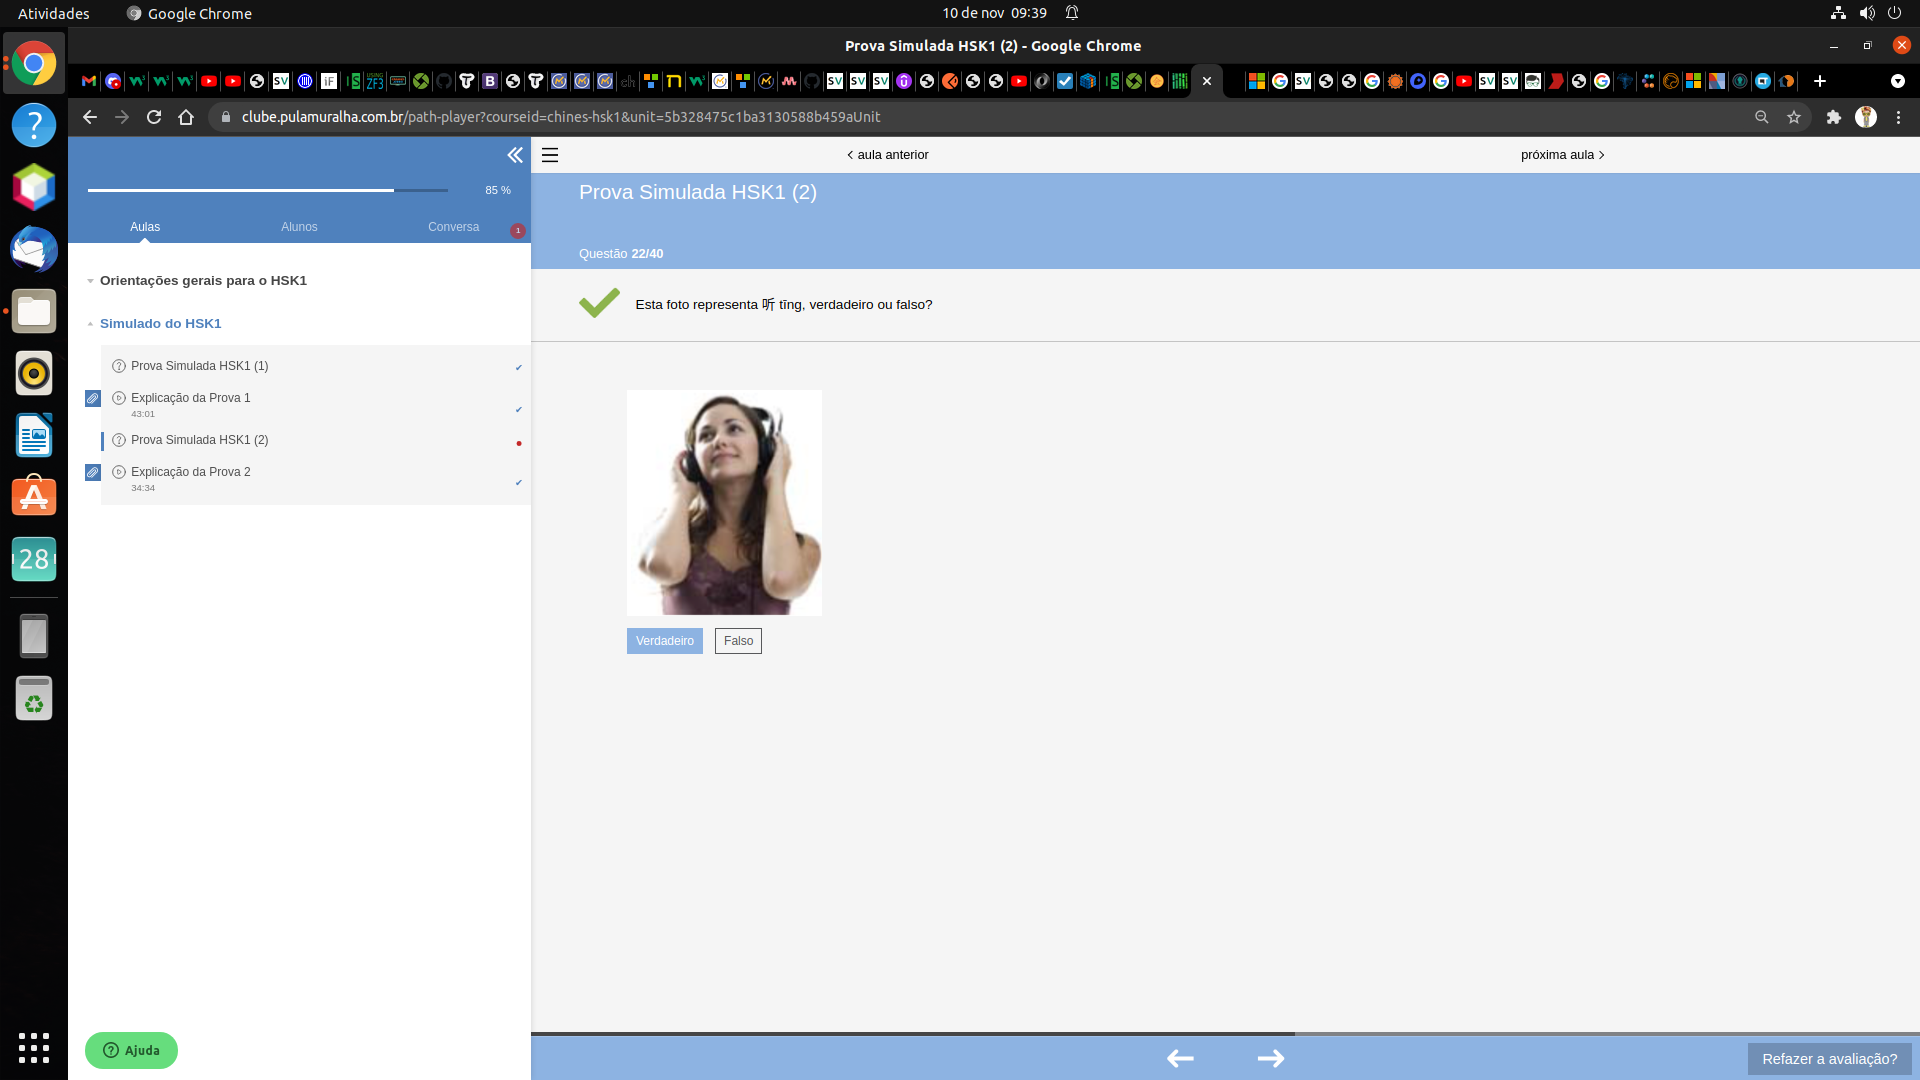 Atividades
Google Chrome
10 de nov 09:39
Prova Simulada HSK1 (2) - Google Chrome
clube.pulamuralha.com.br/path-player?courseid=chines-hsk1&unit=5b328475c1ba3130588b459aUnit
aula anterior
próxima aula
85 %
Prova Simulada HSK1 (2)
Aulas
Alunos
Conversa
1
Questão 22/40
Orientações gerais para o HSK1
Esta foto representa 听 tīng, verdadeiro ou falso?
Simulado do HSK1
Prova Simulada HSK1 (1)
Explicação da Prova 1
43:01
Prova Simulada HSK1 (2)
Explicação da Prova 2
34:34
28
Verdadeiro
Falso
Ajuda
Refazer a avaliação?